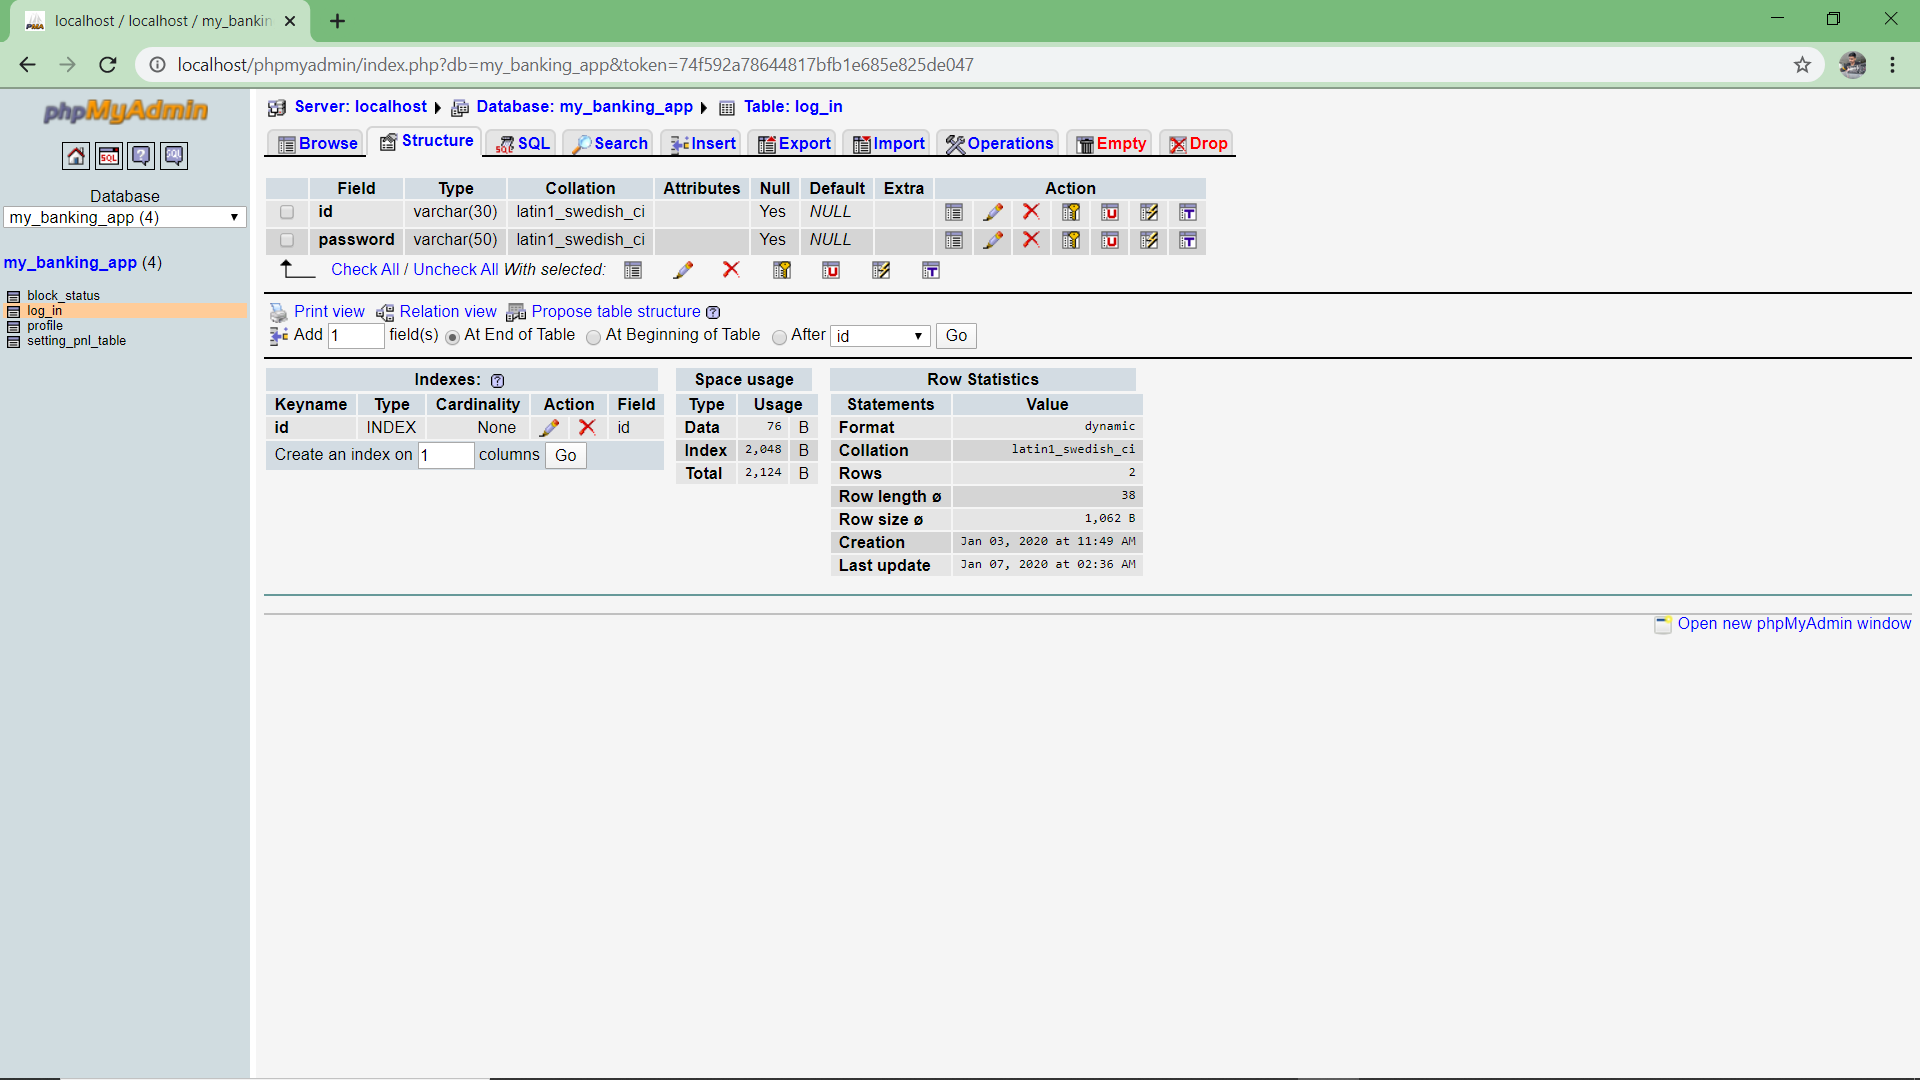 localhost / localhost / my_bankin
localhost/phpmyadmin/index.php?db=my_banking_app&token=74f592a78644817bfb1e685e825de047
phpMyAdmin
SQL
SQL
Database
my_banking_app (4)
my_banking_app (4)
block_status
log_in
profile
setting_pnl_table
Server: localhost Database: my_banking_app Table: log_in
Browse Structure SQL Search Insert Export Import Operations Empty Drop
Field Type Collation Attributes Null Default Extra Action
id varchar(30) latin1_swedish_ci Yes NULL
password varchar(50) latin1_swedish_ci Yes NULL
Check All / Uncheck All With selected:
Print view Relation view Propose table structure
Add 1 field(s) At End of Table At Beginning of Table After id Go
Indexes:
Keyname Type Cardinality Action Field
id INDEX None id
Create an index on 1 columns Go
Space usage
Type Usage
Data 76 B
Index 2,048 B
Total 2,124 B
Row Statistics
Statements Value
Format dynamic
Collation latin1_swedish_ci
Rows 2
Row length ø 38
Row size ø 1,062 B
Creation Jan 03, 2020 at 11:49 AM
Last update Jan 07, 2020 at 02:36 AM
Open new phpMyAdmin window